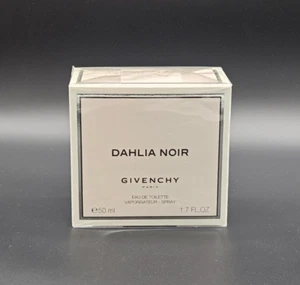 DAHLIA NOIR
GIVENCHY
PARIS
EAU DE TOILETTE
VAPORISATEUR - SPRAY
℮50 ml 1.7 FL.OZ